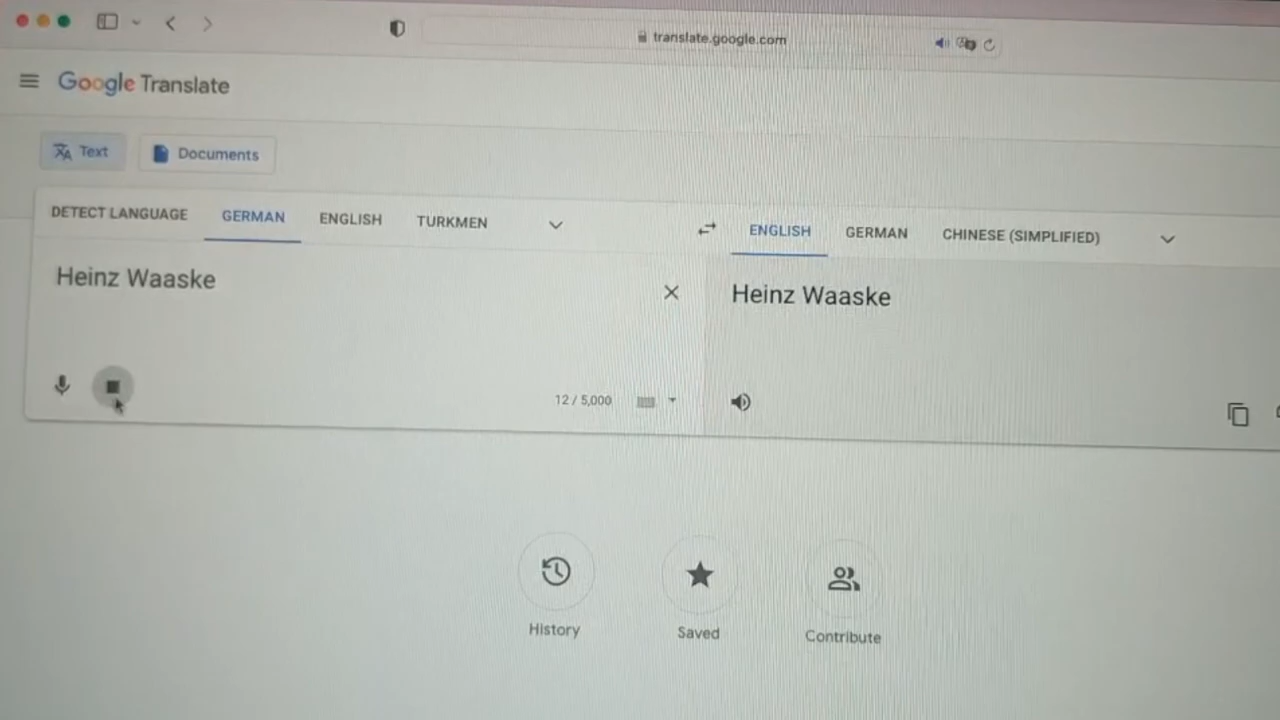 translate.google.com
Google Translate
Text
Documents
DETECT LANGUAGE
GERMAN
ENGLISH
TURKMEN
ENGLISH
GERMAN
CHINESE (SIMPLIFIED)
Heinz Waaske
Heinz Waaske
12 / 5,000
History
Saved
Contribute